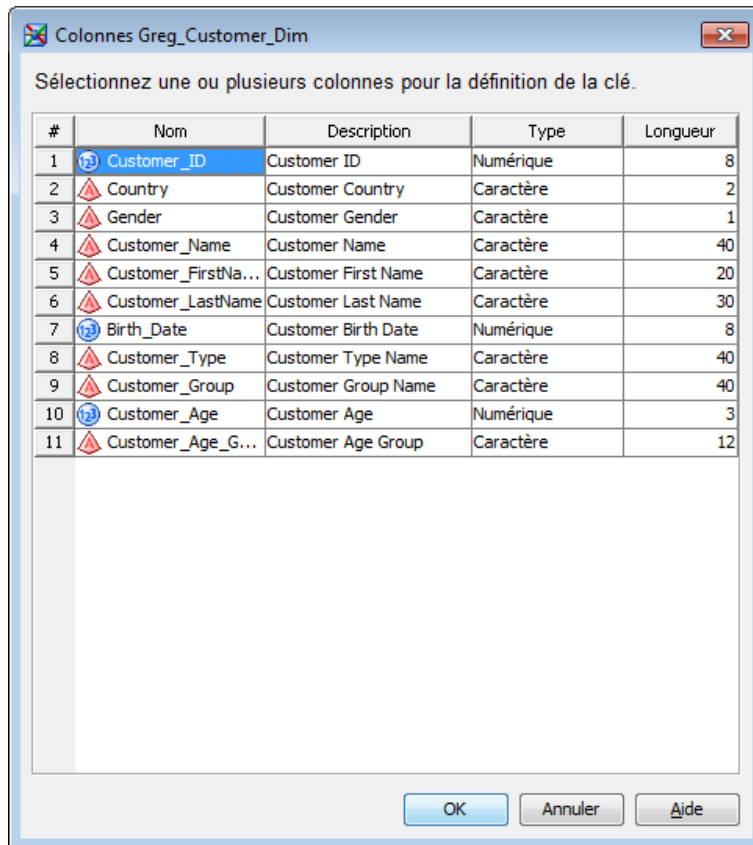 Colonnes Greg_Customer_Dim
Sélectionnez une ou plusieurs colonnes pour la définition de la clé.
# Nom Description Type Longueur
1 123 Customer_ID Customer ID Numérique 8
2 A Country Customer Country Caractère 2
3 A Gender Customer Gender Caractère 1
4 A Customer_Name Customer Name Caractère 40
5 A Customer_FirstNa... Customer First Name Caractère 20
6 A Customer_LastName Customer Last Name Caractère 30
7 123 Birth_Date Customer Birth Date Numérique 8
8 A Customer_Type Customer Type Name Caractère 40
9 A Customer_Group Customer Group Name Caractère 40
10 123 Customer_Age Customer Age Numérique 3
11 A Customer_Age_G... Customer Age Group Caractère 12
OK Annuler Aide